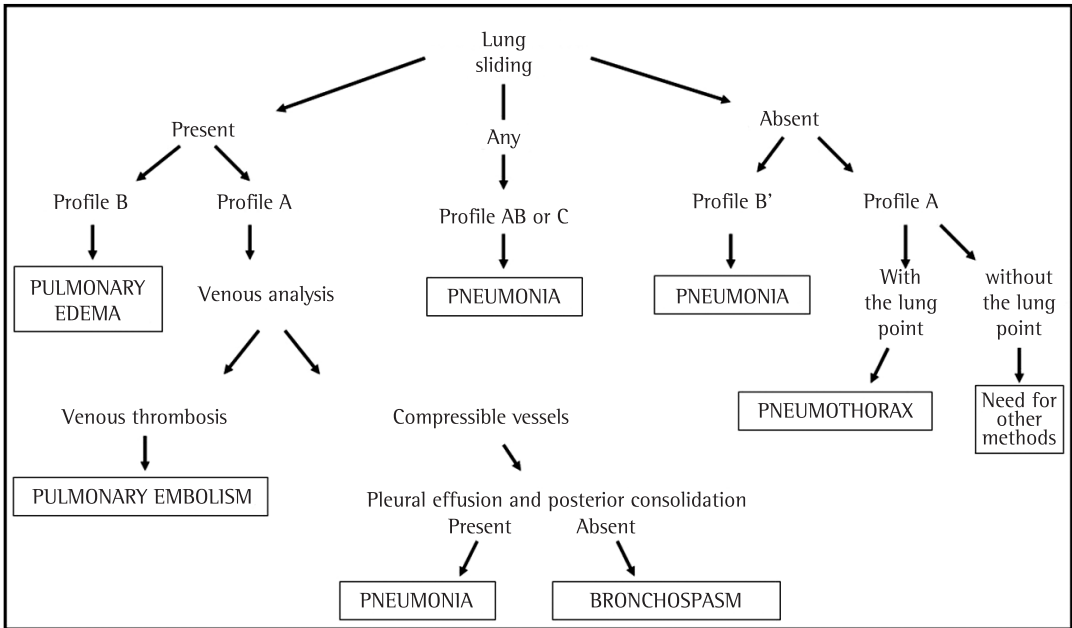 Lung
sliding
Present
Any
Absent
Profile B
Profile A
Profile AB or C
Profile B’
Profile A
PULMONARY
EDEMA
Venous analysis
PNEUMONIA
PNEUMONIA
With
the lung
point
without
the lung
point
Venous thrombosis
Compressible vessels
PNEUMOTHORAX
Need for
other
methods
PULMONARY EMBOLISM
Pleural effusion and posterior consolidation
Present
Absent
PNEUMONIA
BRONCHOSPASM